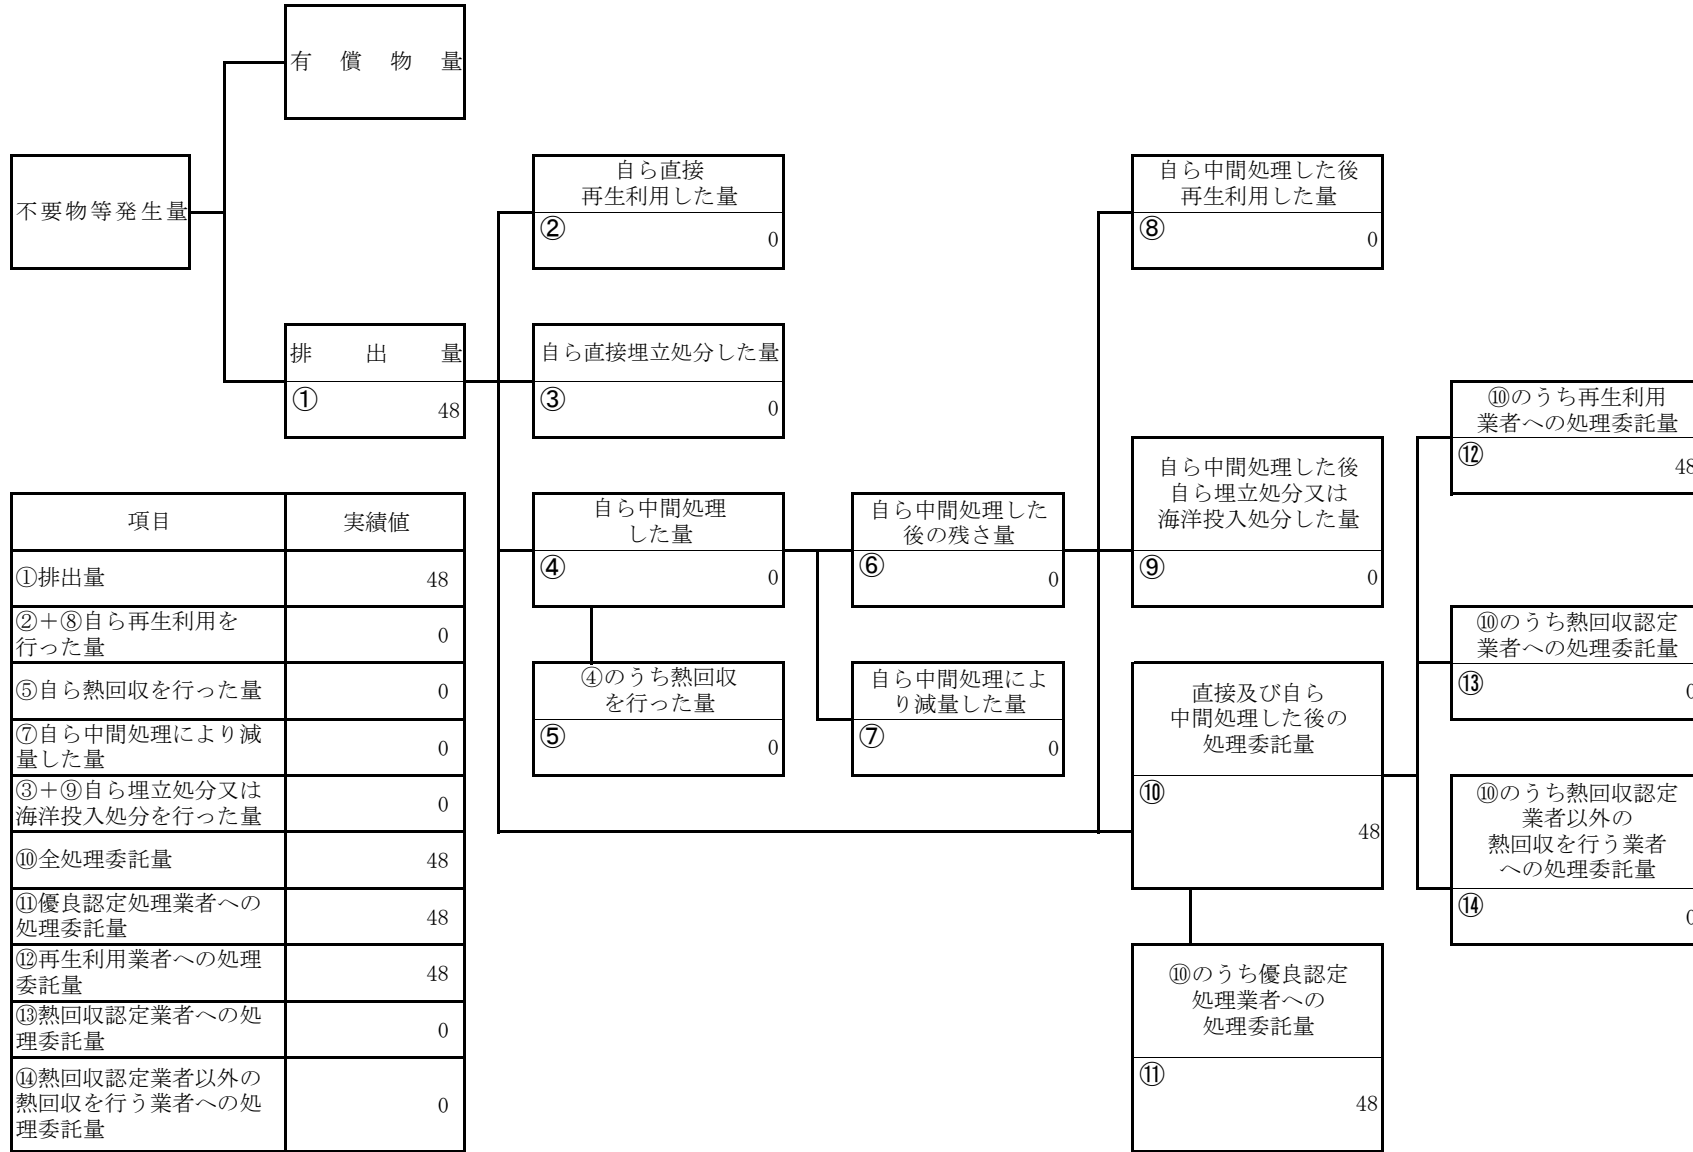 有償物量
不要物等発生量
自ら直接
再生利用した量
②
0
自ら中間処理した後
再生利用した量
⑧
0
排出量
①
48
自ら直接埋立処分した量
③
0
⑩のうち再生利用
業者への処理委託量
⑫
48
自ら中間処理した後
自ら埋立処分又は
海洋投入処分した量
⑨
0
自ら中間処理
した量
④
0
自ら中間処理した
後の残さ量
⑥
0
⑩のうち熱回収認定
業者への処理委託量
⑬
0
④のうち熱回収
を行った量
⑤
0
自ら中間処理によ
り減量した量
⑦
0
直接及び自ら
中間処理した後の
処理委託量
⑩
48
⑩のうち熱回収認定
業者以外の
熱回収を行う業者
への処理委託量
⑭
0
⑩のうち優良認定
処理業者への
処理委託量
⑪
48
項目 実績値
①排出量 48
②＋⑧自ら再生利用を
行った量 0
⑤自ら熱回収を行った量 0
⑦自ら中間処理により減
量した量 0
③＋⑨自ら埋立処分又は
海洋投入処分を行った量 0
⑩全処理委託量 48
⑪優良認定処理業者への
処理委託量 48
⑫再生利用業者への処理
委託量 48
⑬熱回収認定業者への処
理委託量 0
⑭熱回収認定業者以外の
熱回収を行う業者への処
理委託量 0